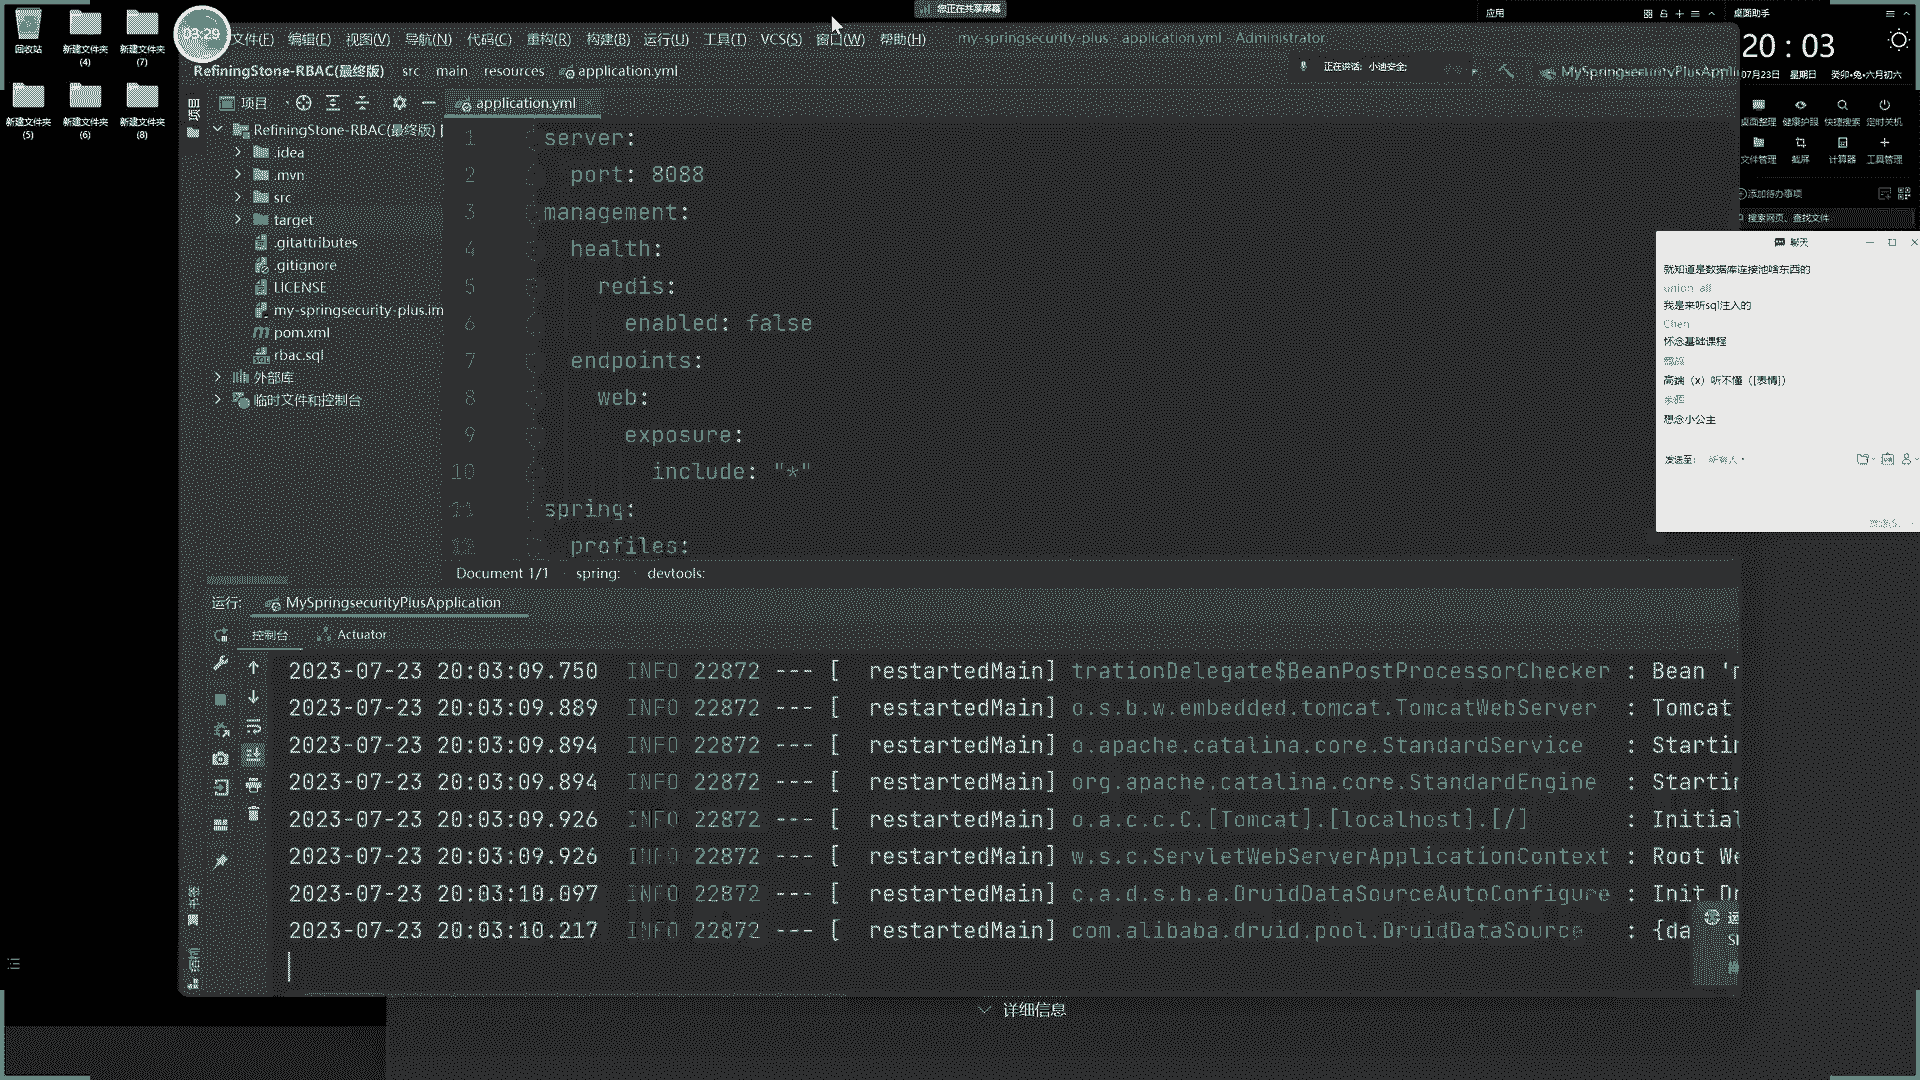 您正在共享屏幕
回收站
新建文件夹 (4)
新建文件夹 (7)
新建文件夹 (5)
新建文件夹 (6)
新建文件夹 (8)
03:29
文件(F) 编辑(E) 视图(V) 导航(N) 代码(C) 重构(R) 构建(B) 运行(U) 工具(T) VCS(S) 窗口(W) 帮助(H) my-springsecurity-plus - application.yml - Administrator
RefiningStone-RBAC(最终版) src main resources application.yml
正在讲话: 小迪安全;
MySpringsecurityPlusAppli
项目
项目
application.yml
RefiningStone-RBAC(最终版)
.idea
.mvn
src
target
.gitattributes
.gitignore
LICENSE
my-springsecurity-plus.im
pom.xml
rbac.sql
外部库
临时文件和控制台
1 server:
2 port: 8088
3 management:
4 health:
5 redis:
6 enabled: false
7 endpoints:
8 web:
9 exposure:
10 include: "*"
11 spring:
12 profiles:
Document 1/1 spring: devtools:
运行: MySpringsecurityPlusApplication
控制台 Actuator
2023-07-23 20:03:09.750 INFO 22872 --- [ restartedMain] trationDelegate$BeanPostProcessorChecker : Bean
2023-07-23 20:03:09.889 INFO 22872 --- [ restartedMain] o.s.b.w.embedded.tomcat.TomcatWebServer : Tomcat
2023-07-23 20:03:09.894 INFO 22872 --- [ restartedMain] o.apache.catalina.core.StandardService : Startin
2023-07-23 20:03:09.894 INFO 22872 --- [ restartedMain] org.apache.catalina.core.StandardEngine : Startin
2023-07-23 20:03:09.926 INFO 22872 --- [ restartedMain] o.a.c.c.C.[Tomcat].[localhost].[/] : Initial
2023-07-23 20:03:09.926 INFO 22872 --- [ restartedMain] w.s.c.ServletWebServerApplicationContext : Root We
2023-07-23 20:03:10.097 INFO 22872 --- [ restartedMain] c.a.d.s.b.a.DruidDataSourceAutoConfigure : Init Dr
2023-07-23 20:03:10.217 INFO 22872 --- [ restartedMain] com.alibaba.druid.pool.DruidDataSource : {da
书签
详细信息
应用
桌面助手
20:03
07月23日 星期日 癸卯·兔·六月初六
桌面整理 健康护眼 快捷搜索 定时关机
文件管理 截屏 计算器 工具管理
添加待办事项
搜索网页、查找文件
聊天
就知道是数据库连接池啥东西的
union all
我是来听sql注入的
Chen
怀念基础课程
高端（x）听不懂（[表情]）
想念小公主
发送至: 所有人